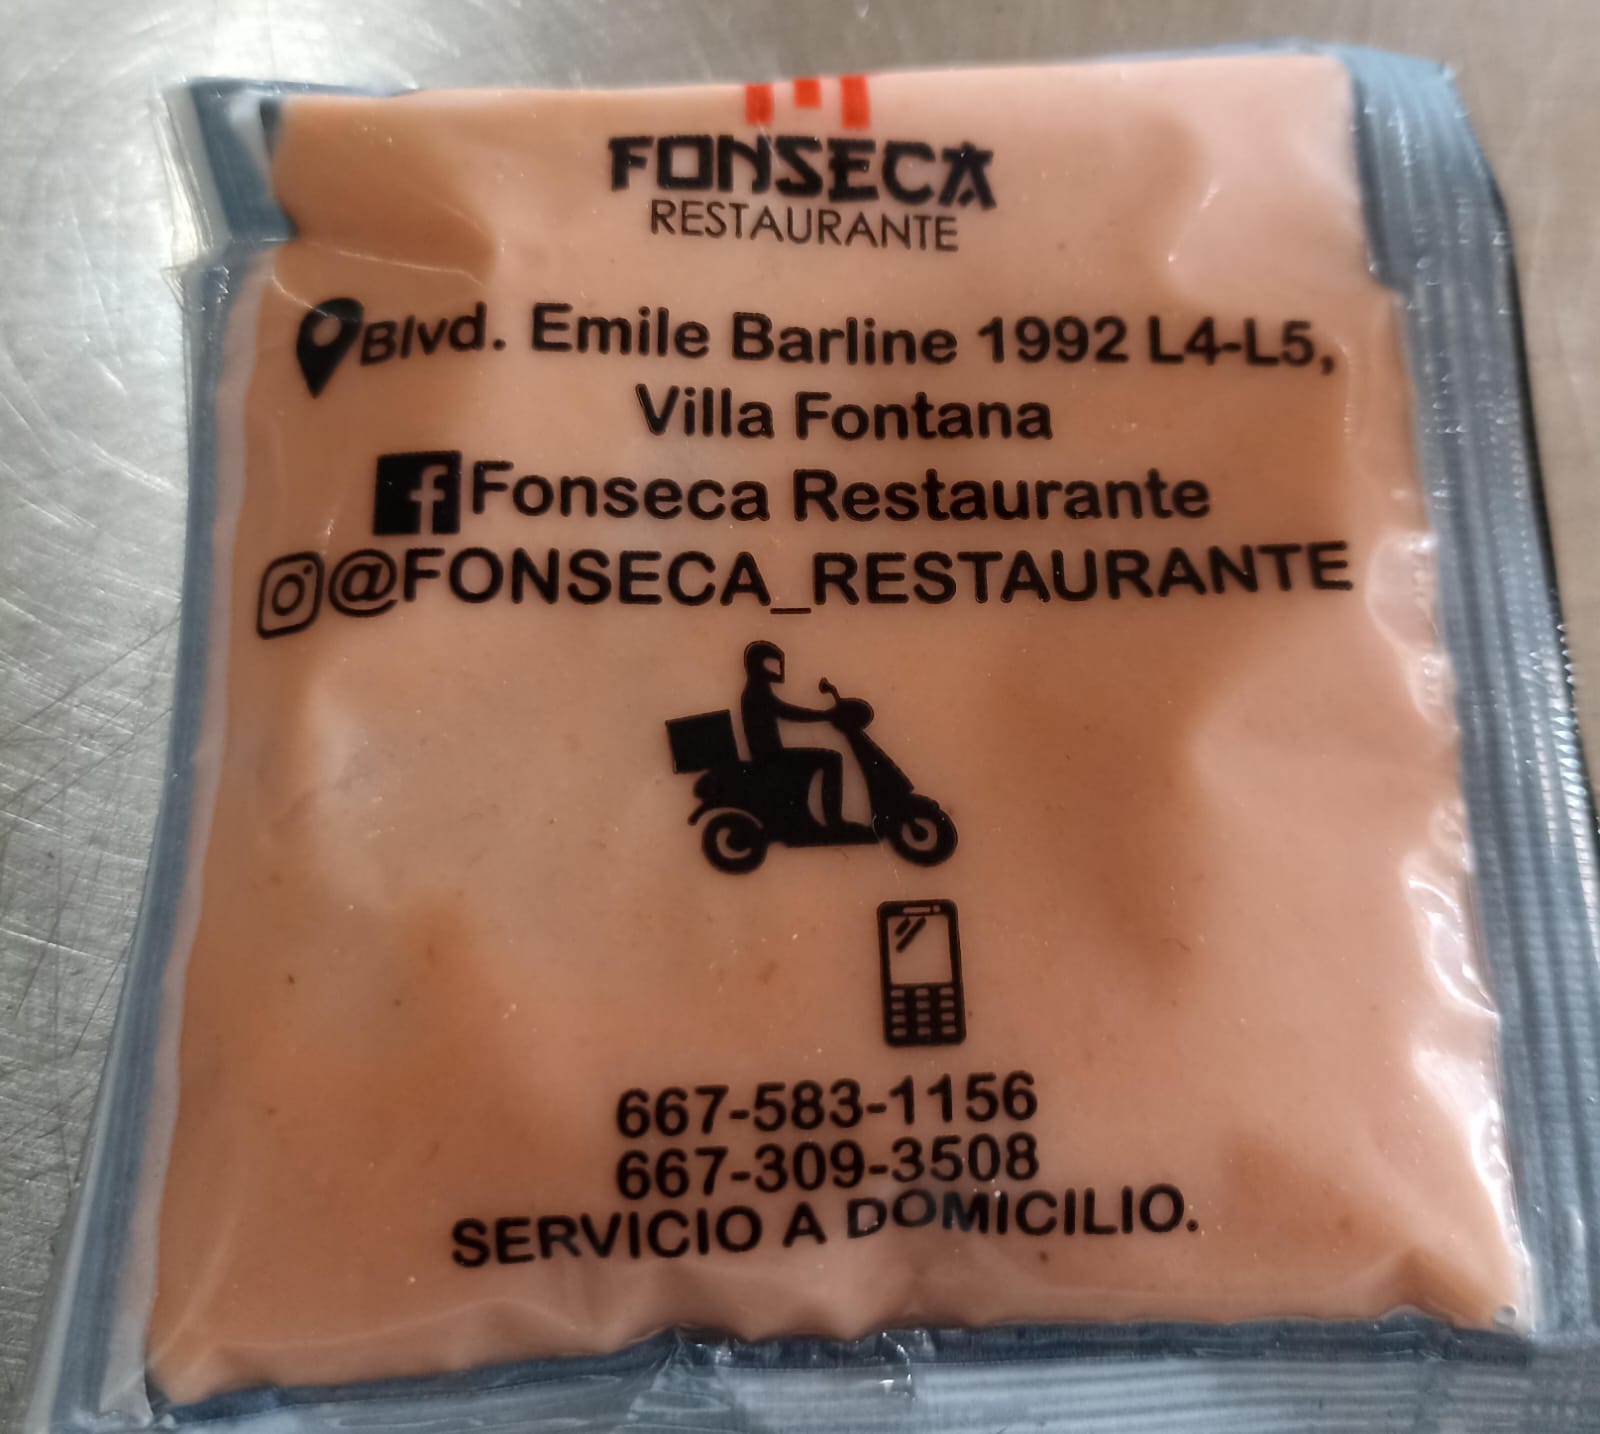 FONSECA
RESTAURANTE
Blvd. Emile Barline 1992 L4-L5,
Villa Fontana
Fonseca Restaurante
@FONSECA_RESTAURANTE
667-583-1156
667-309-3508
SERVICIO A DOMICILIO.